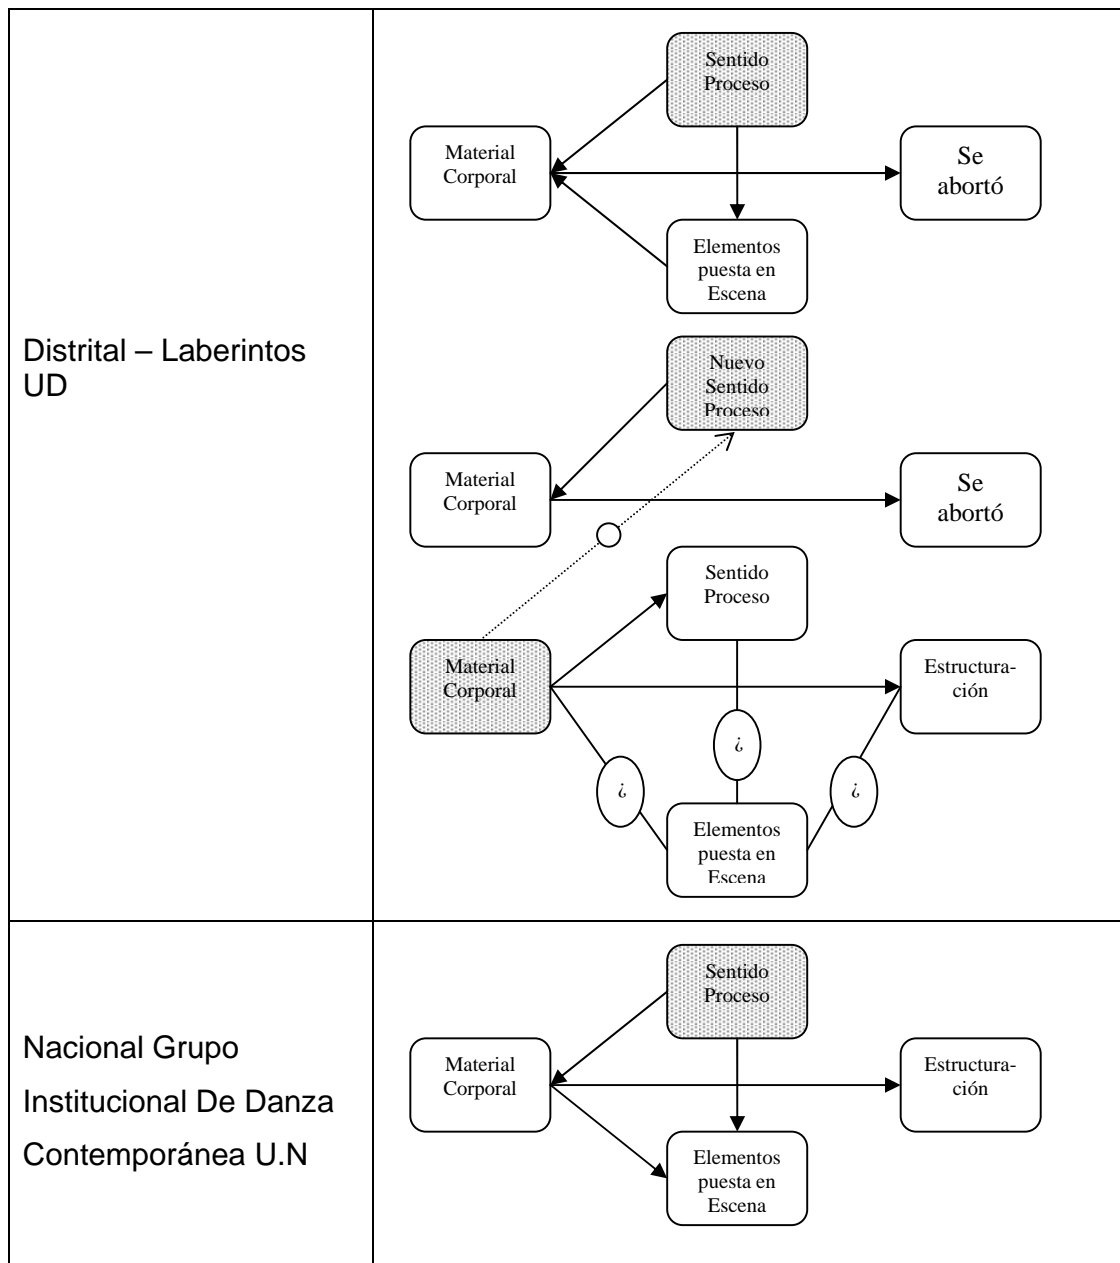 Distrital – Laberintos
UD
Sentido
Proceso
Material
Corporal
Se
abortó
Elementos
puesta en
Escena
Nuevo
Sentido
Proceso
Material
Corporal
Se
abortó
Sentido
Proceso
Material
Corporal
Estructura-
ción
¿
¿
¿
Elementos
puesta en
Escena
Nacional Grupo
Institucional De Danza
Contemporánea U.N
Sentido
Proceso
Material
Corporal
Estructura-
ción
Elementos
puesta en
Escena